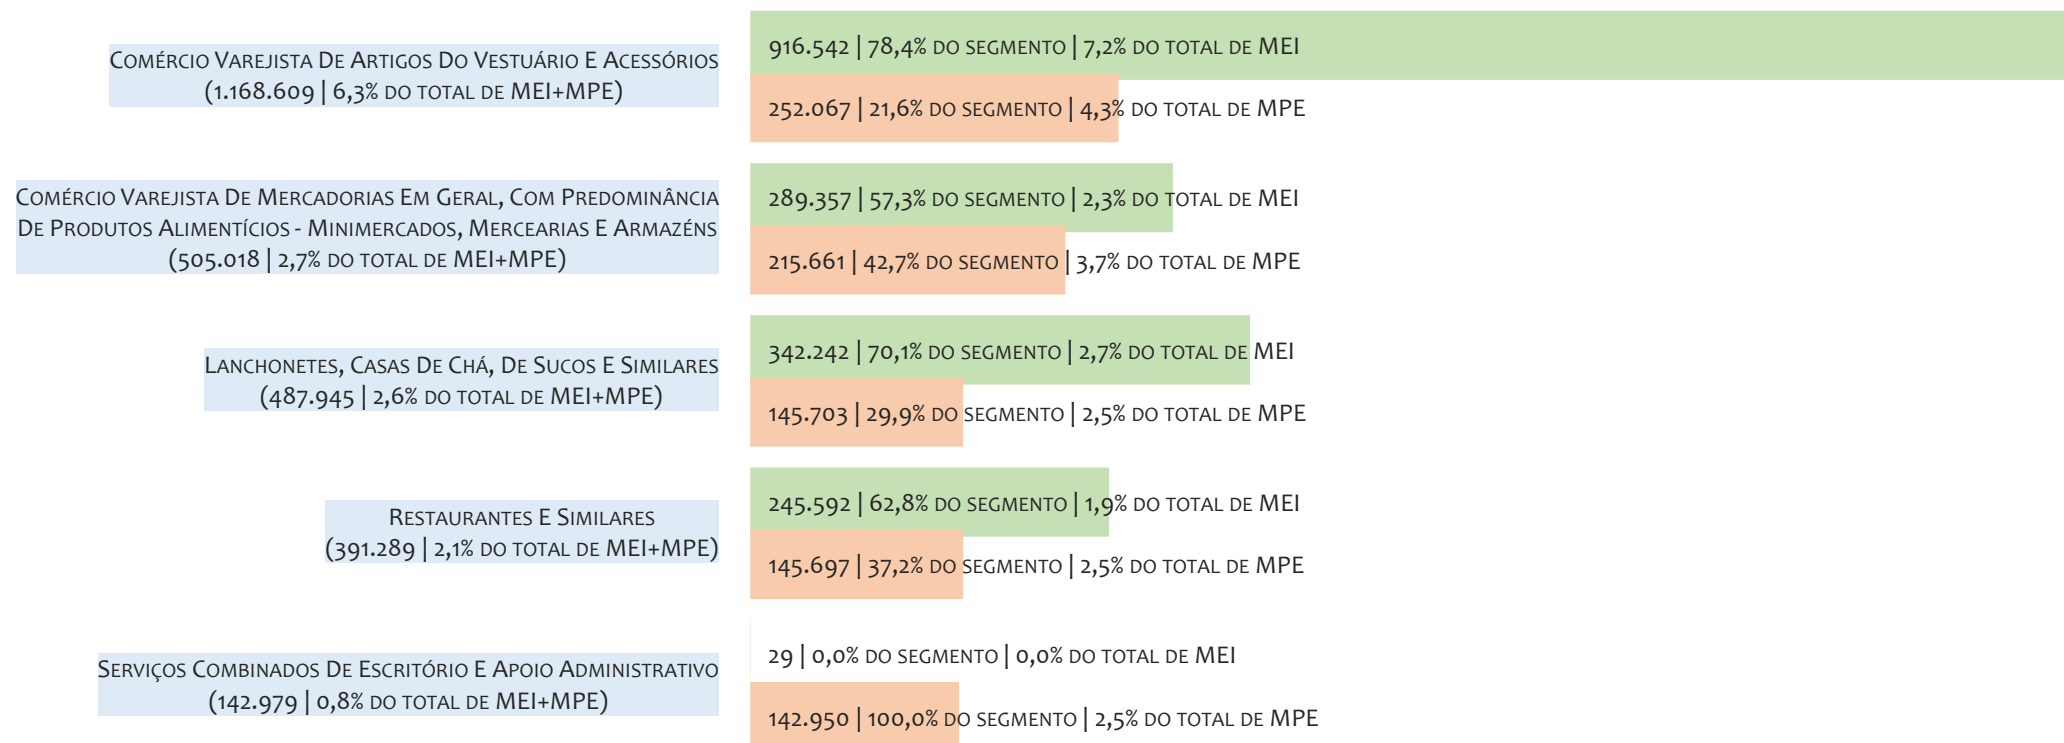 Comércio Varejista De Artigos Do Vestuário E Acessórios
(1.168.609 | 6,3% do total de MEI+MPE)
916.542 | 78,4% do segmento | 7,2% do total de MEI
252.067 | 21,6% do segmento | 4,3% do total de MPE
Comércio Varejista De Mercadorias Em Geral, Com Predominância
De Produtos Alimentícios - Minimercados, Mercearias E Armazéns
(505.018 | 2,7% do total de MEI+MPE)
289.357 | 57,3% do segmento | 2,3% do total de MEI
215.661 | 42,7% do segmento | 3,7% do total de MPE
Lanchonetes, Casas De Chá, De Sucos E Similares
(487.945 | 2,6% do total de MEI+MPE)
342.242 | 70,1% do segmento | 2,7% do total de MEI
145.703 | 29,9% do segmento | 2,5% do total de MPE
Restaurantes E Similares
(391.289 | 2,1% do total de MEI+MPE)
245.592 | 62,8% do segmento | 1,9% do total de MEI
145.697 | 37,2% do segmento | 2,5% do total de MPE
Serviços Combinados De Escritório E Apoio Administrativo
(142.979 | 0,8% do total de MEI+MPE)
29 | 0,0% do segmento | 0,0% do total de MEI
142.950 | 100,0% do segmento | 2,5% do total de MPE